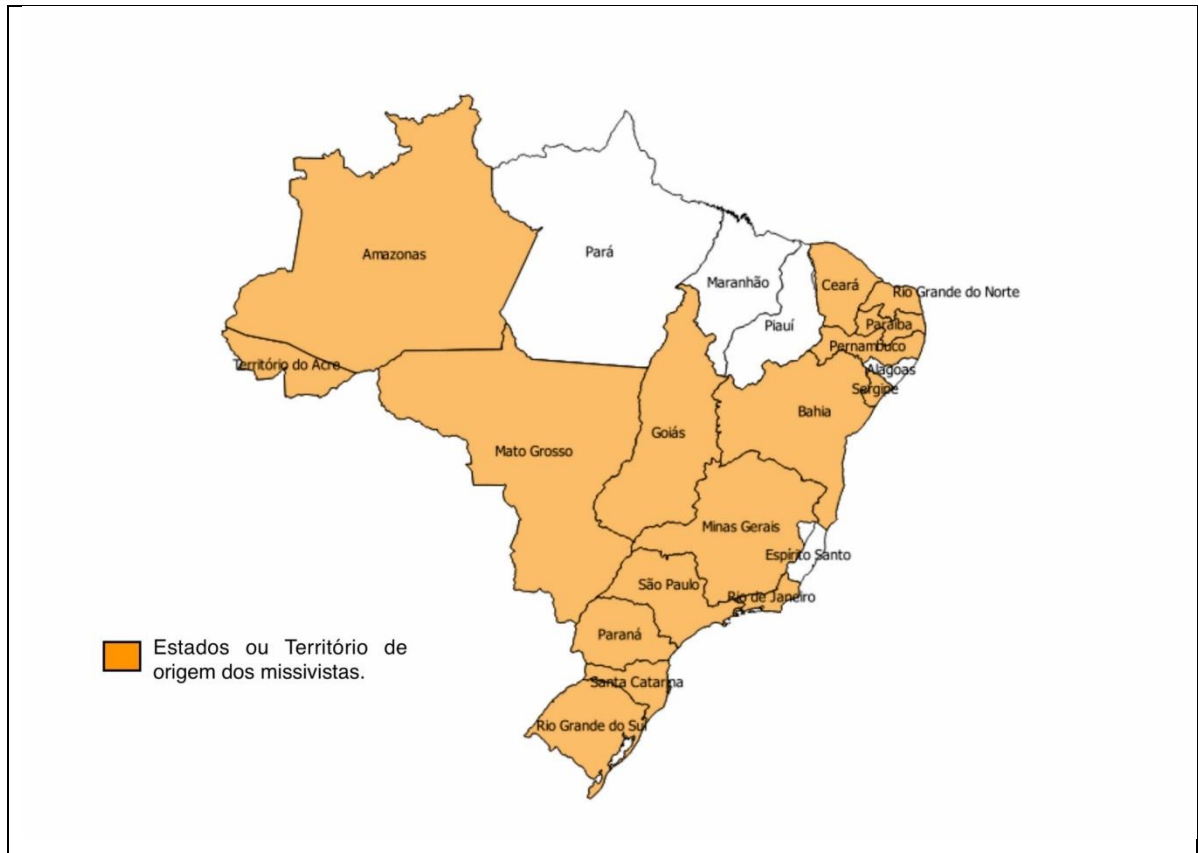 Amazonas
Pará
Maranhão
Piauí
Ceará
Rio Grande do Norte
Paraíba
Pernambuco
Alagoas
Sergipe
Território do Acre
Bahia
Goiás
Mato Grosso
Minas Gerais
Espírito Santo
São Paulo
Rio de Janeiro
Paraná
Santa Catarina
Rio Grande do Sul
Estados ou Território de
origem dos missivistas.